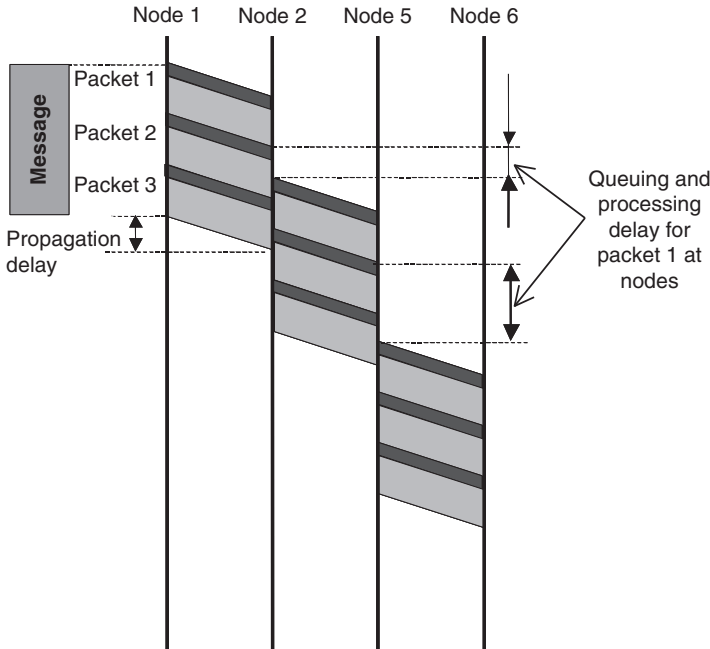 Node 1 Node 2 Node 5 Node 6
Message
Packet 1
Packet 2
Packet 3
Propagation
delay
Queuing and
processing
delay for
packet 1 at
nodes